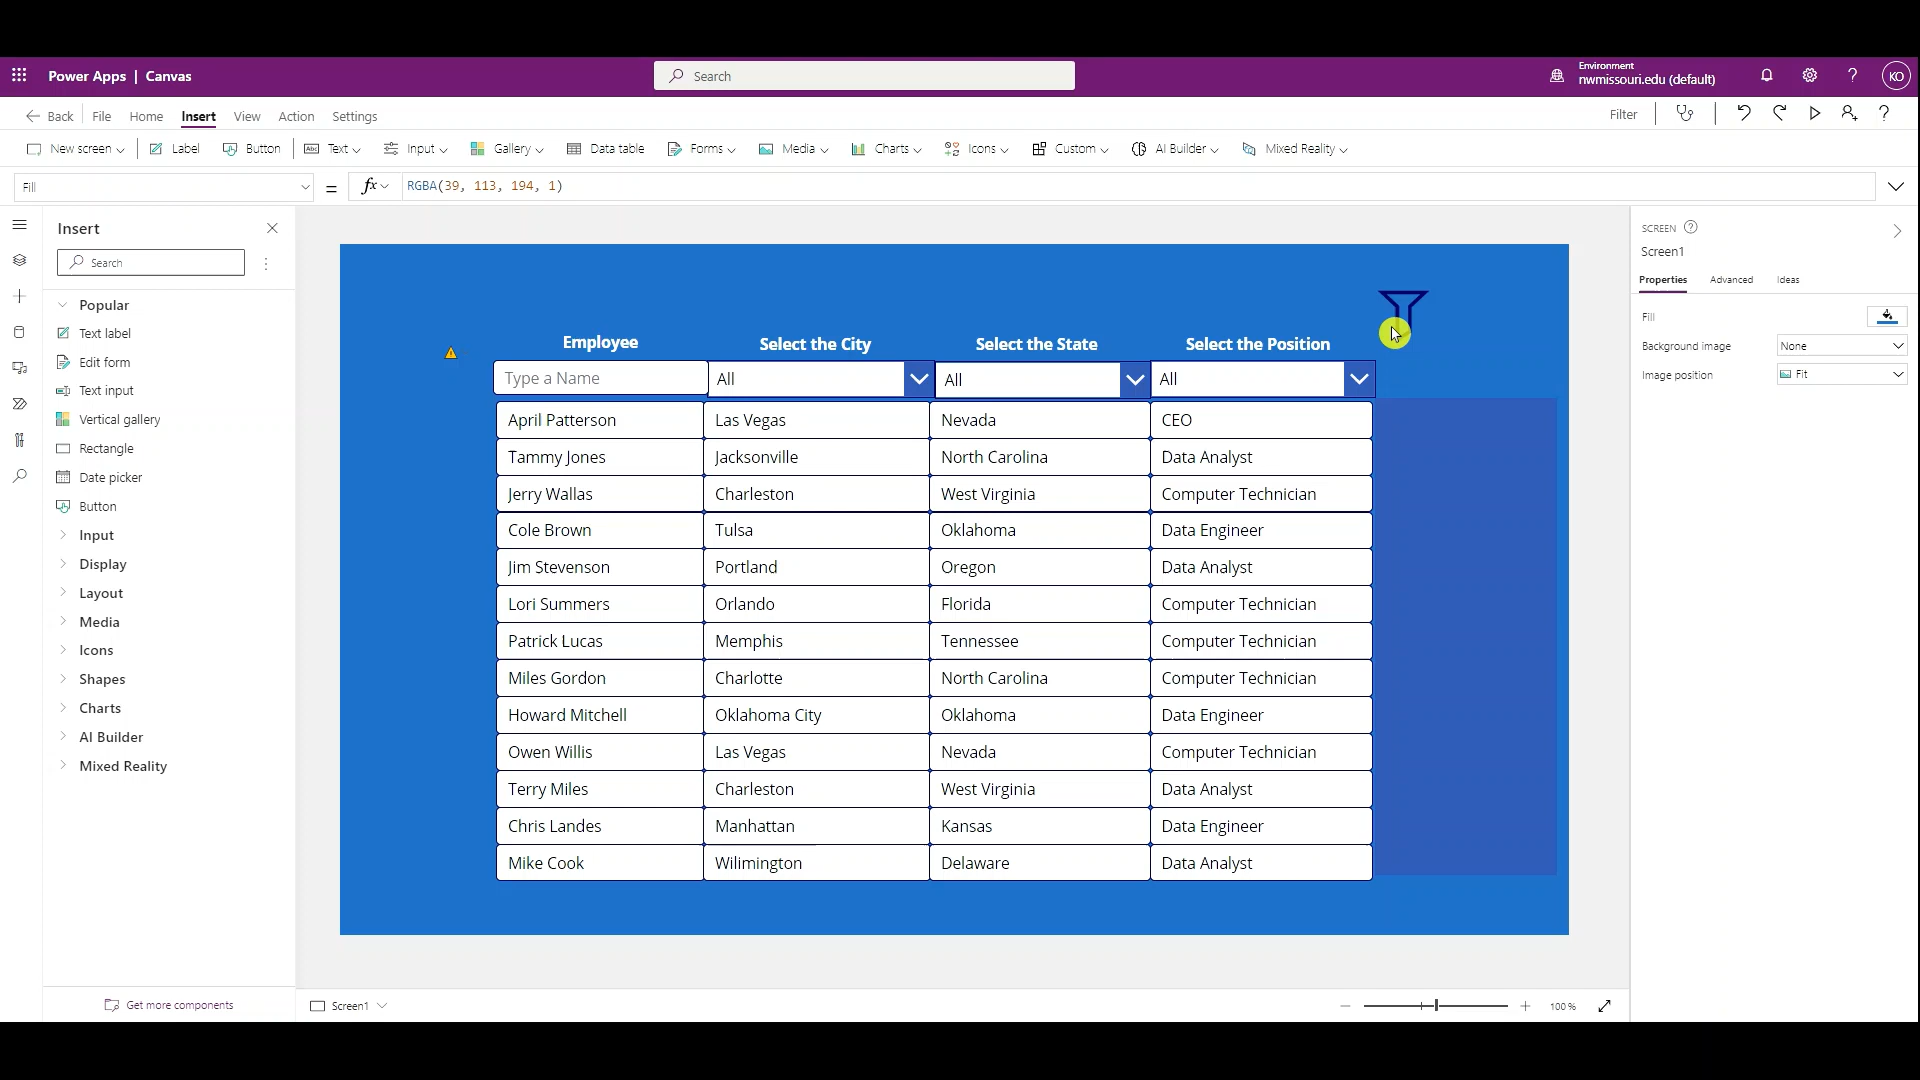 Power Apps | Canvas
Search
Environment
nwmissouri.edu (default)
?
KO
Back
File
Home
Insert
View
Action
Settings
Filter
?
New screen
Label
Button
Abc Text
Input
Gallery
Data table
Forms
Media
Charts
Icons
Custom
AI Builder
Mixed Reality
Fill
=
fx
RGBA(39, 113, 194, 1)
Insert
Search
Popular
Text label
Edit form
Text input
Vertical gallery
Rectangle
Date picker
Button
Input
Display
Layout
Media
Icons
Shapes
Charts
AI Builder
Mixed Reality
Get more components
Employee Select the City Select the State Select the Position
Type a Name All All All
April Patterson Las Vegas Nevada CEO
Tammy Jones Jacksonville North Carolina Data Analyst
Jerry Wallas Charleston West Virginia Computer Technician
Cole Brown Tulsa Oklahoma Data Engineer
Jim Stevenson Portland Oregon Data Analyst
Lori Summers Orlando Florida Computer Technician
Patrick Lucas Memphis Tennessee Computer Technician
Miles Gordon Charlotte North Carolina Computer Technician
Howard Mitchell Oklahoma City Oklahoma Data Engineer
Owen Willis Las Vegas Nevada Computer Technician
Terry Miles Charleston West Virginia Data Analyst
Chris Landes Manhattan Kansas Data Engineer
Mike Cook Wilimington Delaware Data Analyst
Screen1
100 %
SCREEN ?
Screen1
Properties
Advanced
Ideas
Fill
Background image None
Image position Fit